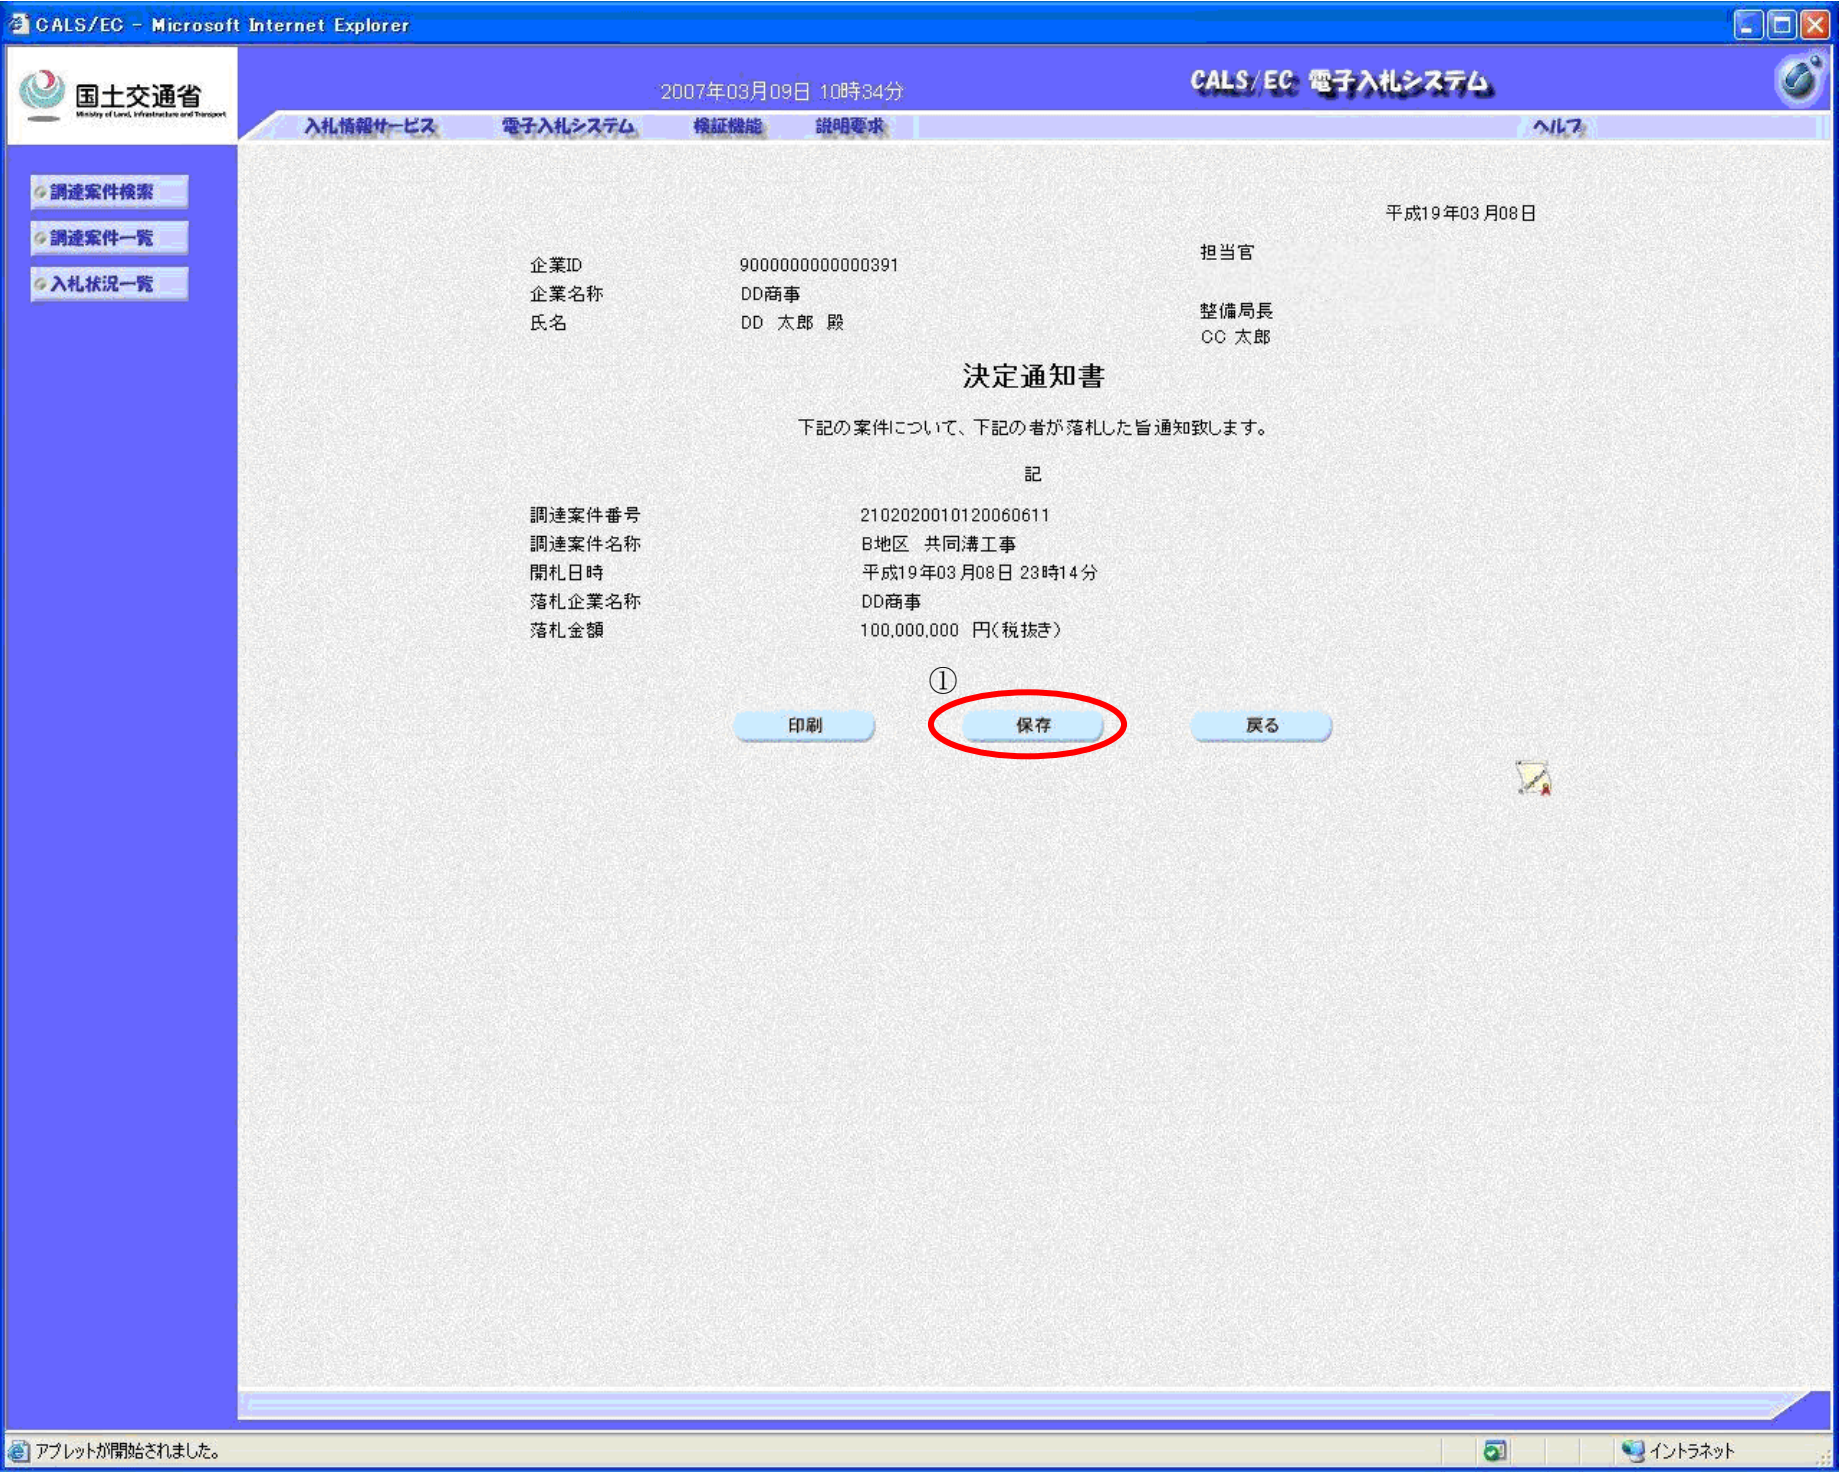 CALS/EC - Microsoft Internet Explorer
国土交通省
Ministry of Land, Infrastructure and Transport
2007年03月09日 10時34分
CALS/EC 電子入札システム
入札情報サービス 電子入札システム 検証機能 説明要求 ヘルプ
調達案件検索
調達案件一覧
入札状況一覧
平成19年03月08日
担当官
企業ID 9000000000000391
企業名称 DD商事
氏名 DD 太郎 殿
整備局長
CC 太郎
決定通知書
下記の案件について、下記の者が落札した旨通知致します。
記
調達案件番号 2102020010120060611
調達案件名称 B地区 共同溝工事
開札日時 平成19年03月08日 23時14分
落札企業名称 DD商事
落札金額 100,000,000 円(税抜き)
①
印刷 保存 戻る
アプレットが開始されました。 イントラネット